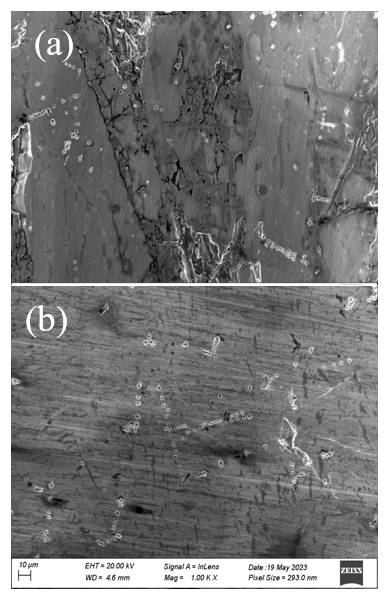 (a)
(b)
10 µm
EHT = 20.00 kV
Signal A = InLens
Date :19 May 2023
WD = 4.6 mm
Mag = 1.00 K X
Pixel Size = 293.0 nm
ZEISS